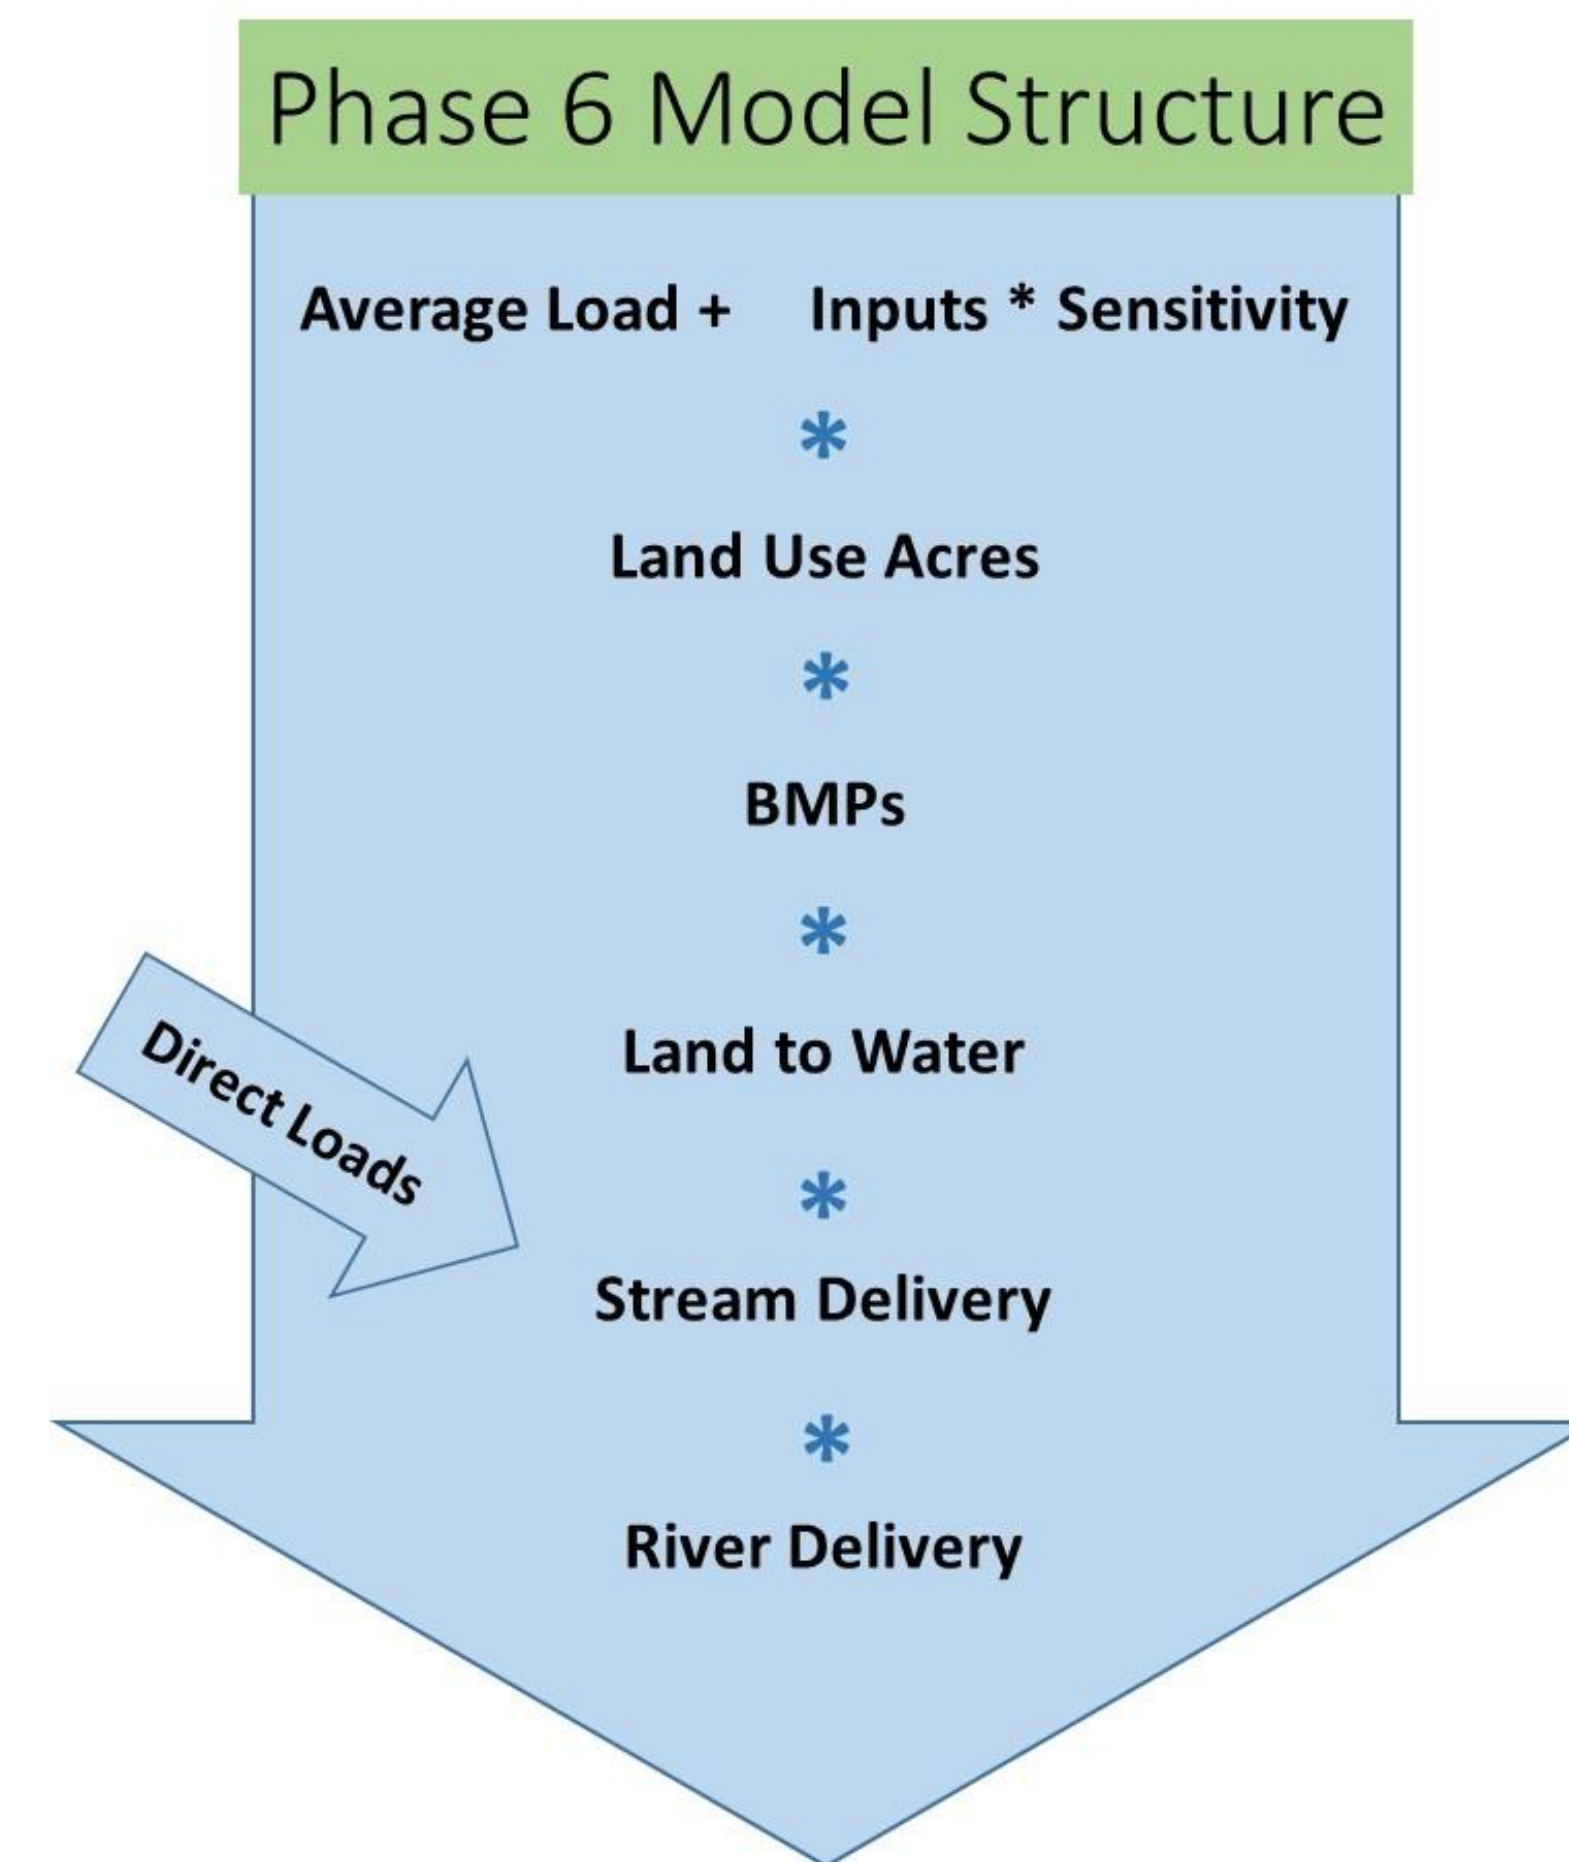 Phase 6 Model Structure
Average Load + Inputs * Sensitivity
*
Land Use Acres
*
BMPs
*
Land to Water
Direct Loads
*
Stream Delivery
*
River Delivery